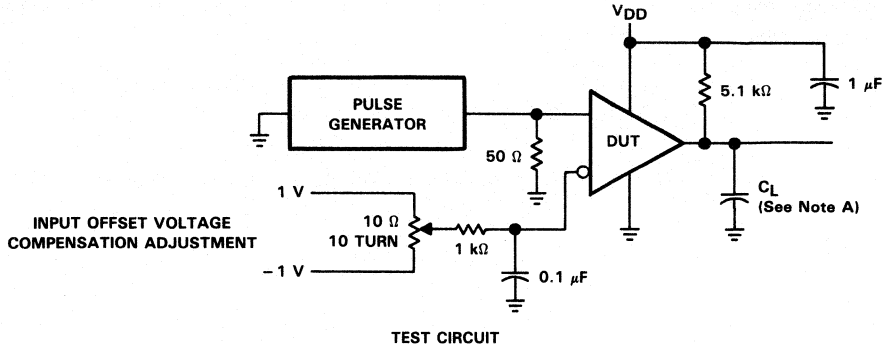 VDD
PULSE
GENERATOR
5.1 kΩ
1 μF
50 Ω
DUT
CL
(See Note A)
1 V
INPUT OFFSET VOLTAGE
COMPENSATION ADJUSTMENT
10 Ω
10 TURN
1 kΩ
−1 V
0.1 μF
TEST CIRCUIT